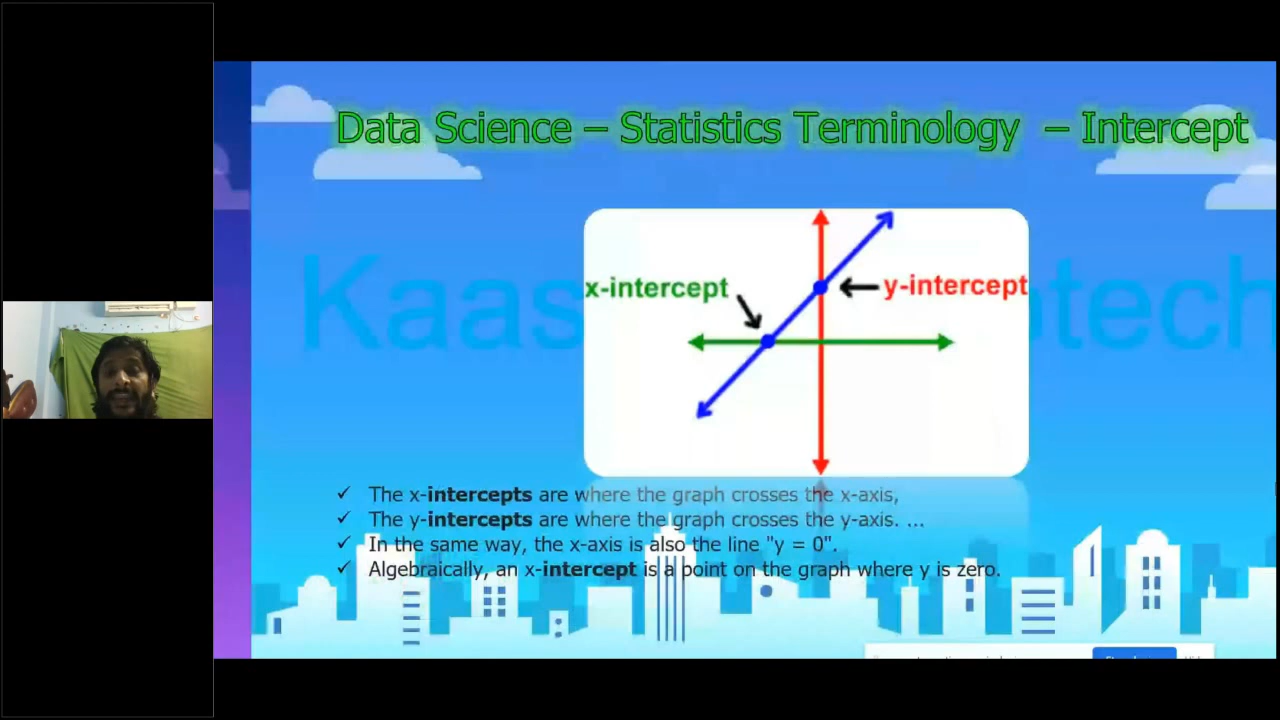 Data Science – Statistics Terminology – Intercept
x-intercept
y-intercept
✓ The x-intercepts are where the graph crosses the x-axis,
✓ The y-intercepts are where the graph crosses the y-axis. ...
✓ In the same way, the x-axis is also the line "y = 0".
✓ Algebraically, an x-intercept is a point on the graph where y is zero.